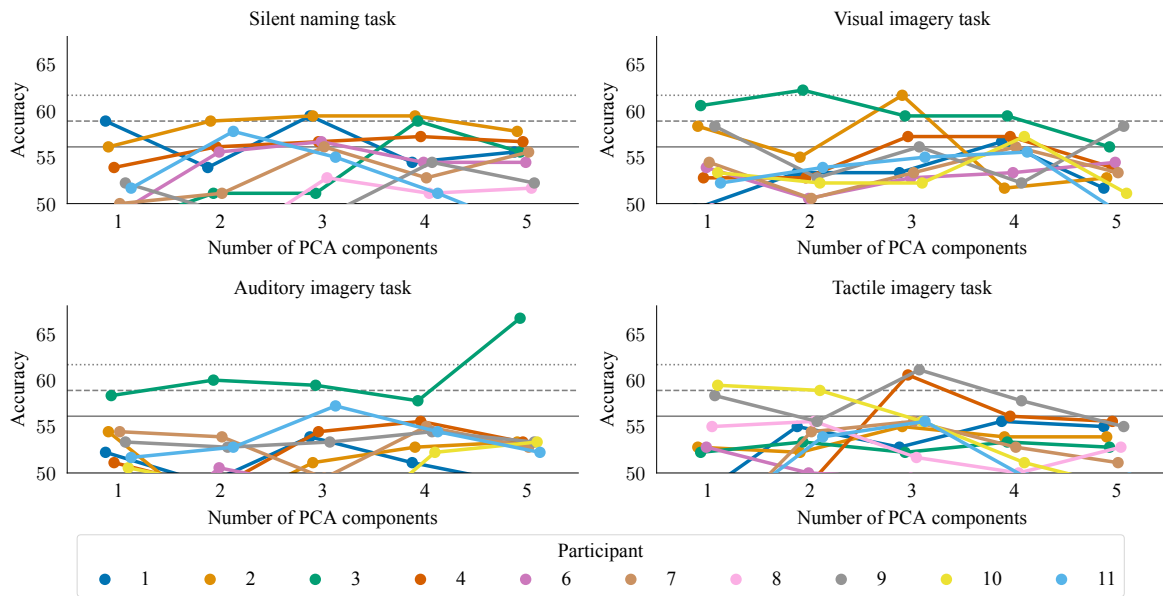 Silent naming task
Accuracy
65
60
55
50
1 2 3 4 5
Number of PCA components
Visual imagery task
Accuracy
65
60
55
50
1 2 3 4 5
Number of PCA components
Auditory imagery task
Accuracy
65
60
55
50
1 2 3 4 5
Number of PCA components
Tactile imagery task
Accuracy
65
60
55
50
1 2 3 4 5
Number of PCA components
Participant
1 2 3 4 6 7 8 9 10 11